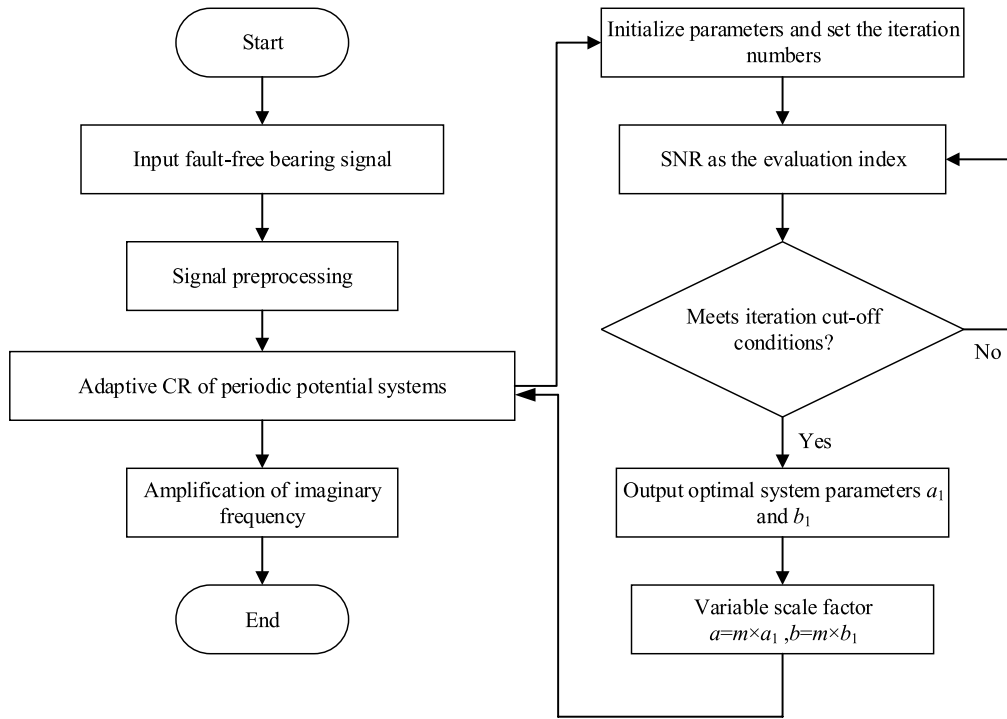 Start
Input fault-free bearing signal
Signal preprocessing
Adaptive CR of periodic potential systems
Amplification of imaginary
frequency
End
Initialize parameters and set the iteration
numbers
SNR as the evaluation index
Meets iteration cut-off
conditions?
No
Yes
Output optimal system parameters a₁
and b₁
Variable scale factor
a=m×a₁ ,b=m×b₁